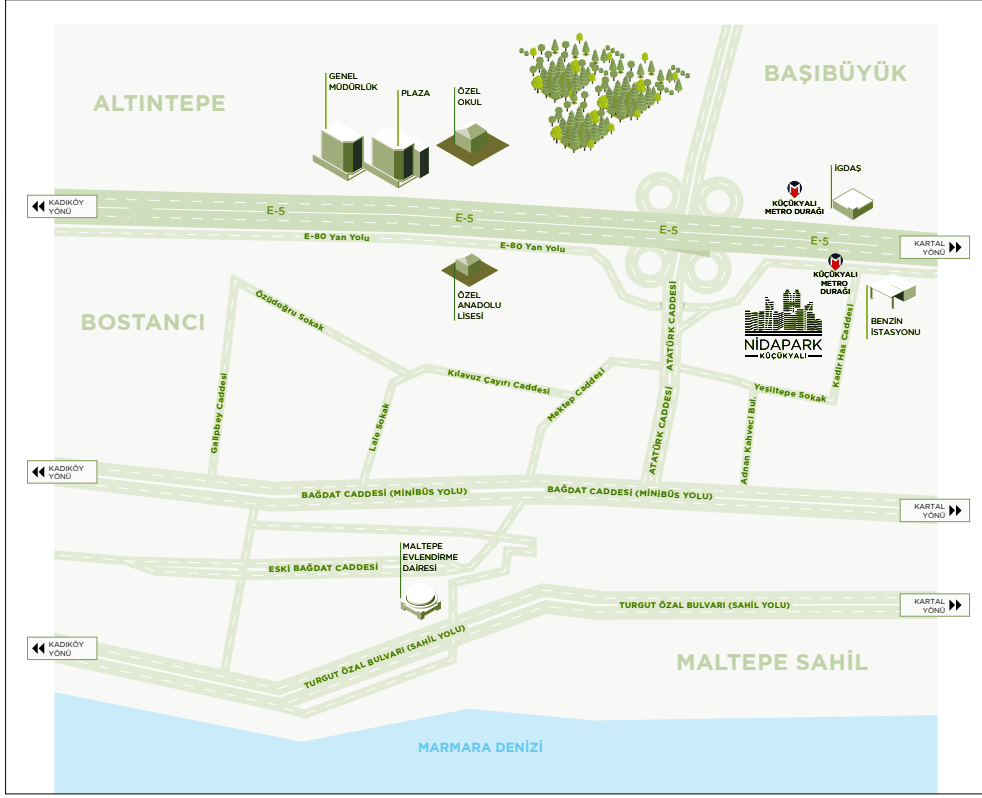 BAŞIBÜYÜK
ALTINTEPE
GENEL
MÜDÜRLÜK
PLAZA
ÖZEL
OKUL
İGDAŞ
KÜÇÜKYALI
METRO DURAĞI
KADIKÖY
YÖNÜ
E-5
E-5
E-5
E-5
KARTAL
YÖNÜ
E-80 Yan Yolu
E-80 Yan Yolu
KÜÇÜKYALI
METRO
DURAĞI
ÖZEL
ANADOLU
LİSESİ
BENZİN
İSTASYONU
NİDAPARK
KÜÇÜKYALI
BOSTANCI
Özüdoğru Sokak
ATATÜRK CADDESİ
Kadir Has Caddesi
Galipbey Caddesi
Kılavuz Çayırı Caddesi
Mektep Caddesi
Yeşiltepe Sokak
Lale Sokak
ATATÜRK CADDESİ
Adnan Kahveci Bul.
KADIKÖY
YÖNÜ
BAĞDAT CADDESİ (MİNİBÜS YOLU)
BAĞDAT CADDESİ (MİNİBÜS YOLU)
KARTAL
YÖNÜ
MALTEPE
EVLENDİRME
DAİRESİ
ESKİ BAĞDAT CADDESİ
TURGUT ÖZAL BULVARI (SAHİL YOLU)
KARTAL
YÖNÜ
KADIKÖY
YÖNÜ
TURGUT ÖZAL BULVARI (SAHİL YOLU)
MALTEPE SAHİL
MARMARA DENİZİ